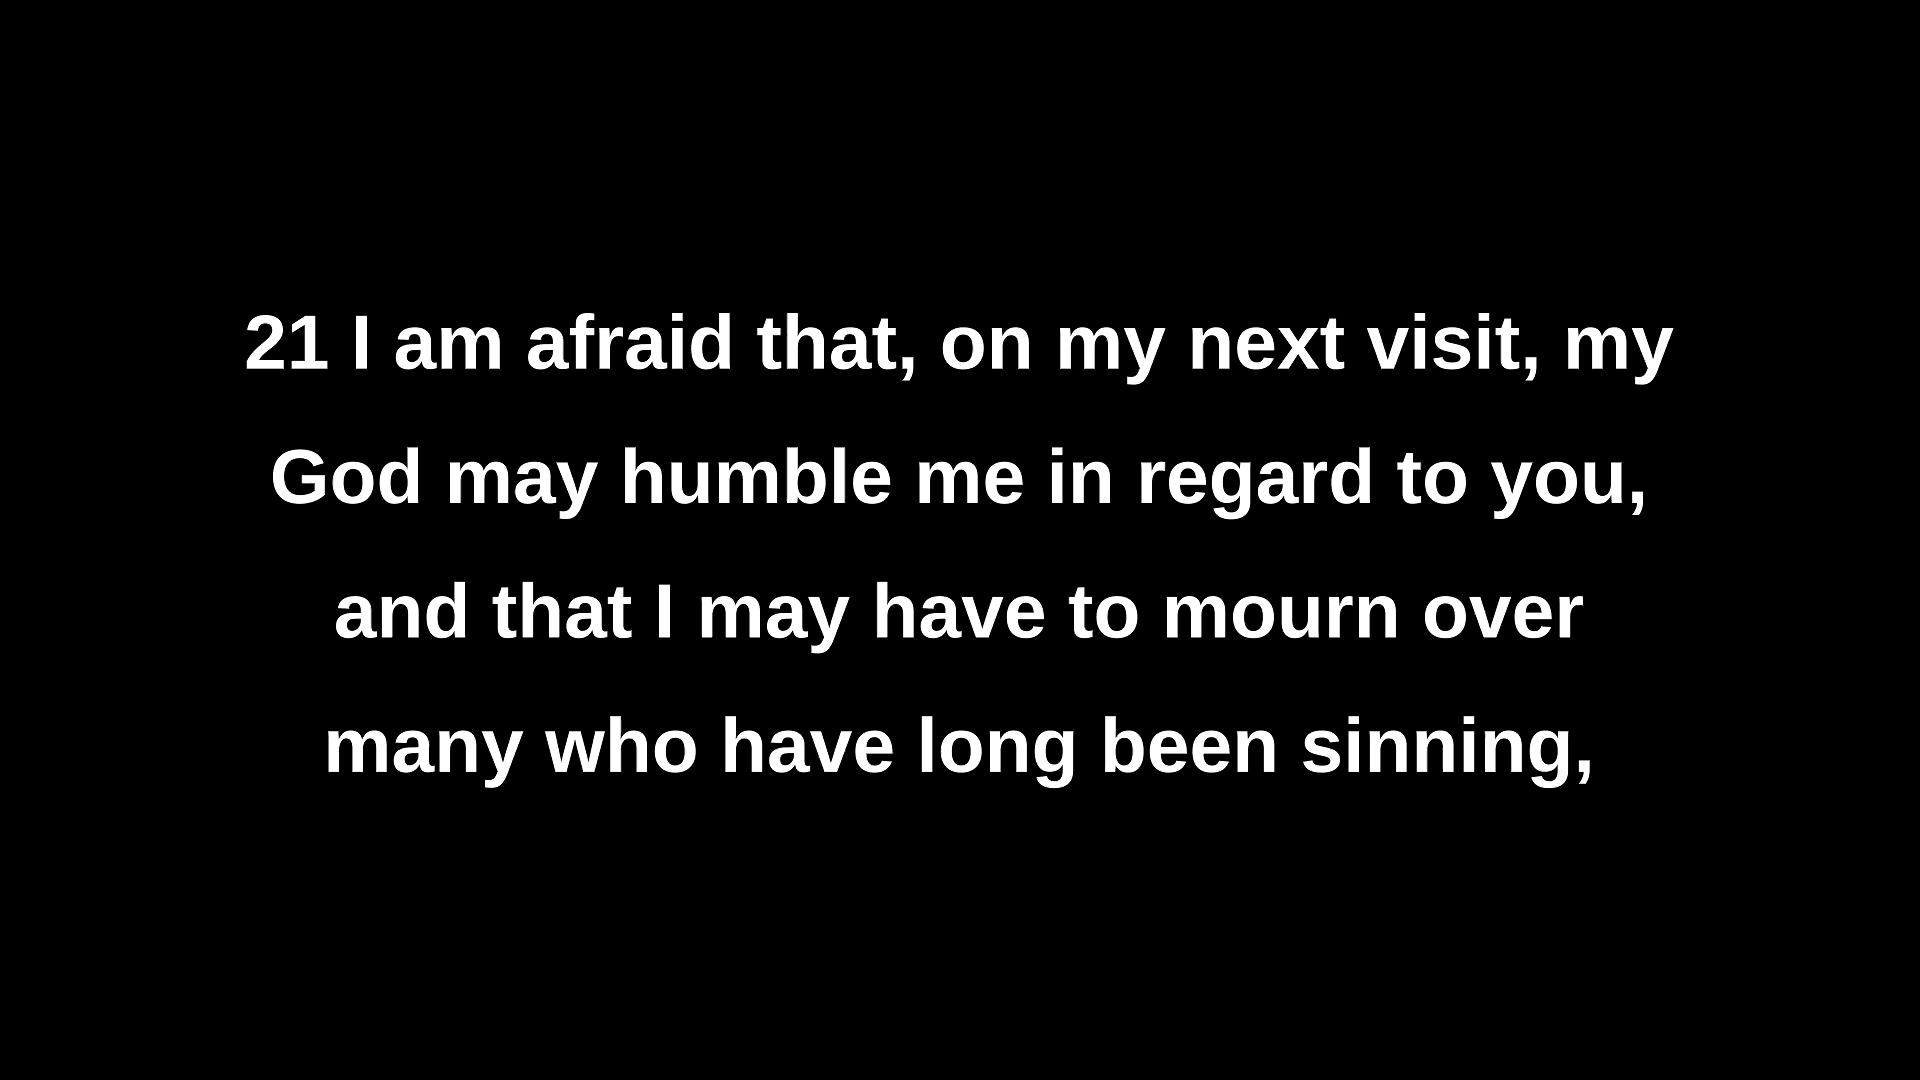 21 I am afraid that, on my next visit, my
God may humble me in regard to you,
and that I may have to mourn over
many who have long been sinning,